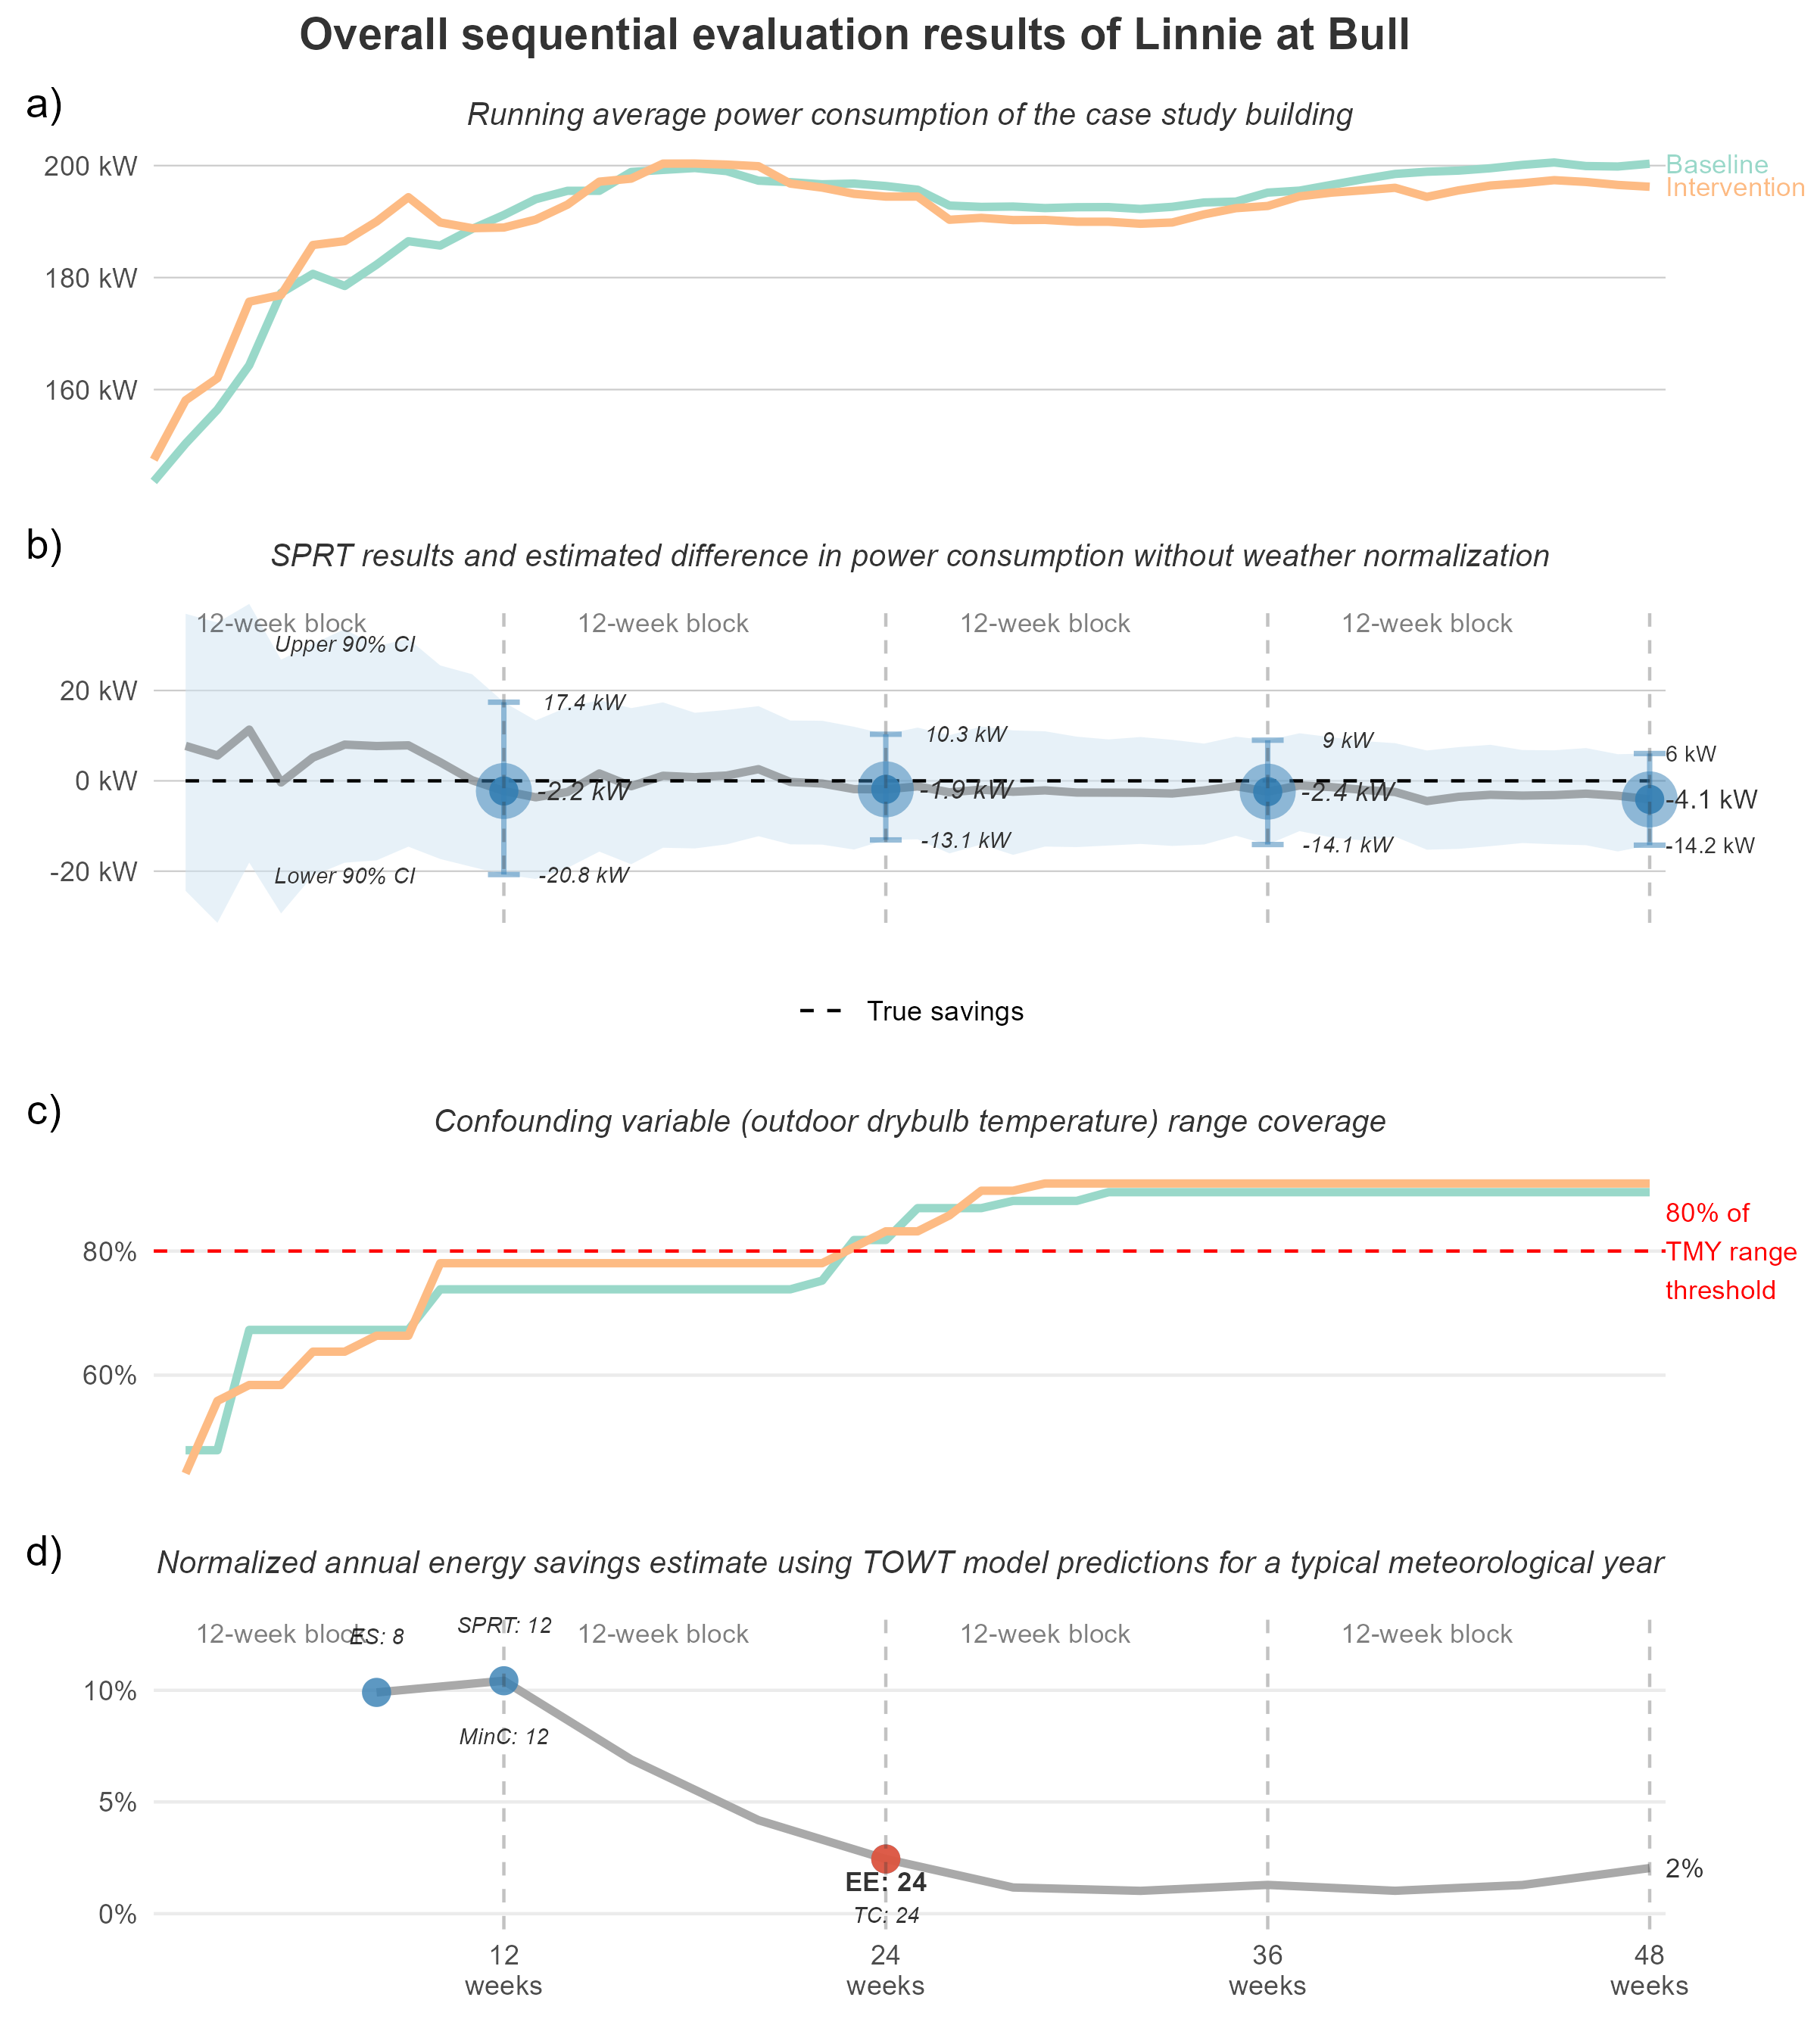 Overall sequential evaluation results of Linnie at Bull
a)
Running average power consumption of the case study building
200 kW
180 kW
160 kW
Baseline
Intervention
b)
SPRT results and estimated difference in power consumption without weather normalization
12-week block
12-week block
12-week block
12-week block
Upper 90% CI
Lower 90% CI
20 kW
0 kW
-20 kW
17.4 kW
-2.2 kW
-20.8 kW
10.3 kW
-1.9 kW
-13.1 kW
9 kW
-2.4 kW
-14.1 kW
6 kW
-4.1 kW
-14.2 kW
True savings
c)
Confounding variable (outdoor drybulb temperature) range coverage
80%
60%
80% of
TMY range
threshold
d)
Normalized annual energy savings estimate using TOWT model predictions for a typical meteorological year
12-week block
12-week block
12-week block
12-week block
ES: 8
SPRT: 12
MinC: 12
EE: 24
TC: 24
2%
10%
5%
0%
12
weeks
24
weeks
36
weeks
48
weeks